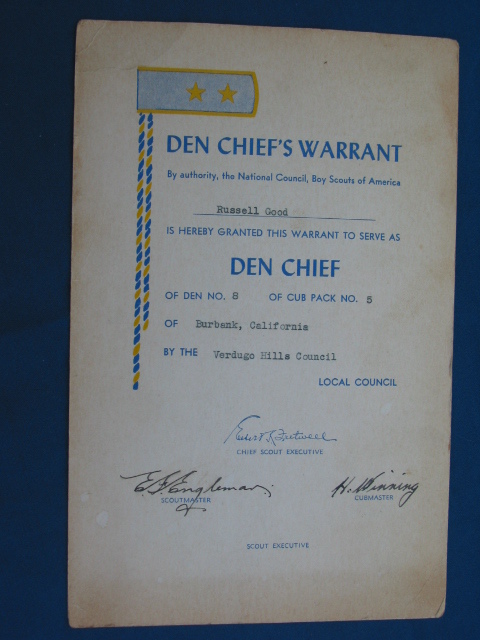 DEN CHIEF'S WARRANT
By authority, the National Council, Boy Scouts of America
Russell Good
IS HEREBY GRANTED THIS WARRANT TO SERVE AS
DEN CHIEF
OF DEN NO. 8 OF CUB PACK NO. 5
OF Burbank, California
BY THE Verdugo Hills Council
LOCAL COUNCIL
CHIEF SCOUT EXECUTIVE
E. F. Engleman H. Winning
SCOUTMASTER CUBMASTER
SCOUT EXECUTIVE